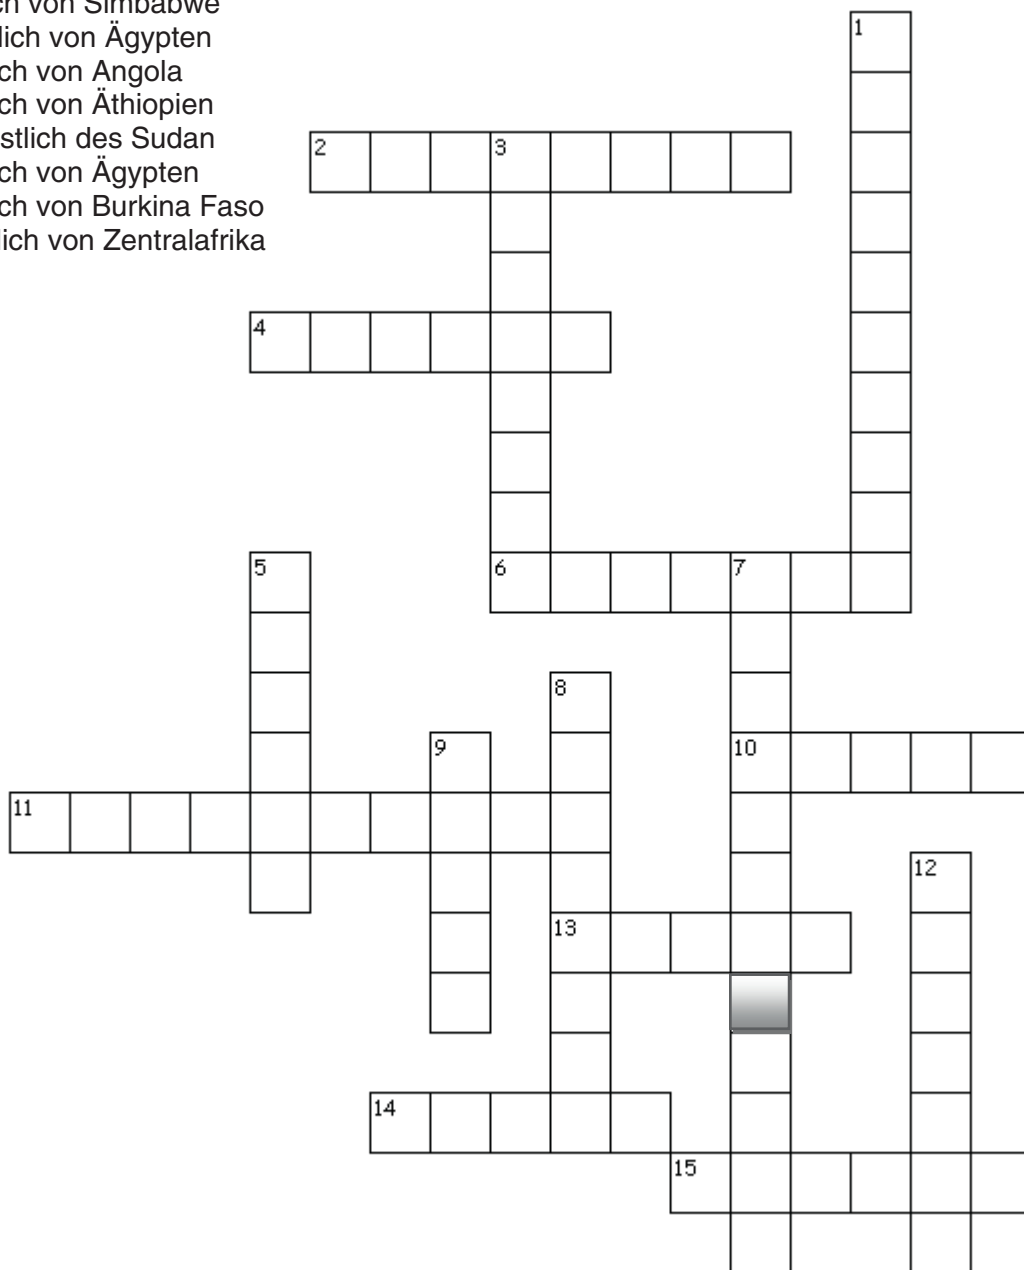 ch von Simbabwe
lich von Ägypten
ch von Angola
ch von Äthiopien
stlich des Sudan
ch von Ägypten
ch von Burkina Faso
lich von Zentralafrika
1
2 3
4
5 6 7
8
9 10
11
12
13
14
15